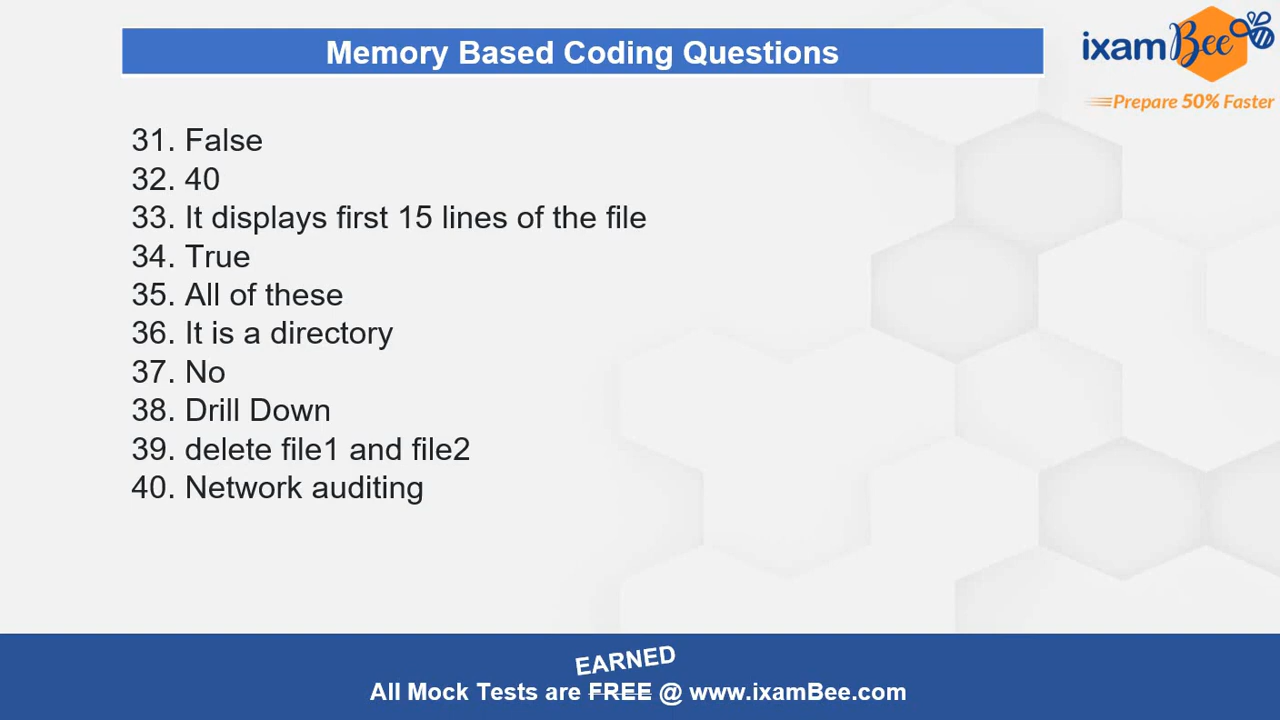 Memory Based Coding Questions
ixamBee
Prepare 50% Faster
31. False
32. 40
33. It displays first 15 lines of the file
34. True
35. All of these
36. It is a directory
37. No
38. Drill Down
39. delete file1 and file2
40. Network auditing
EARNED
All Mock Tests are FREE @ www.ixamBee.com